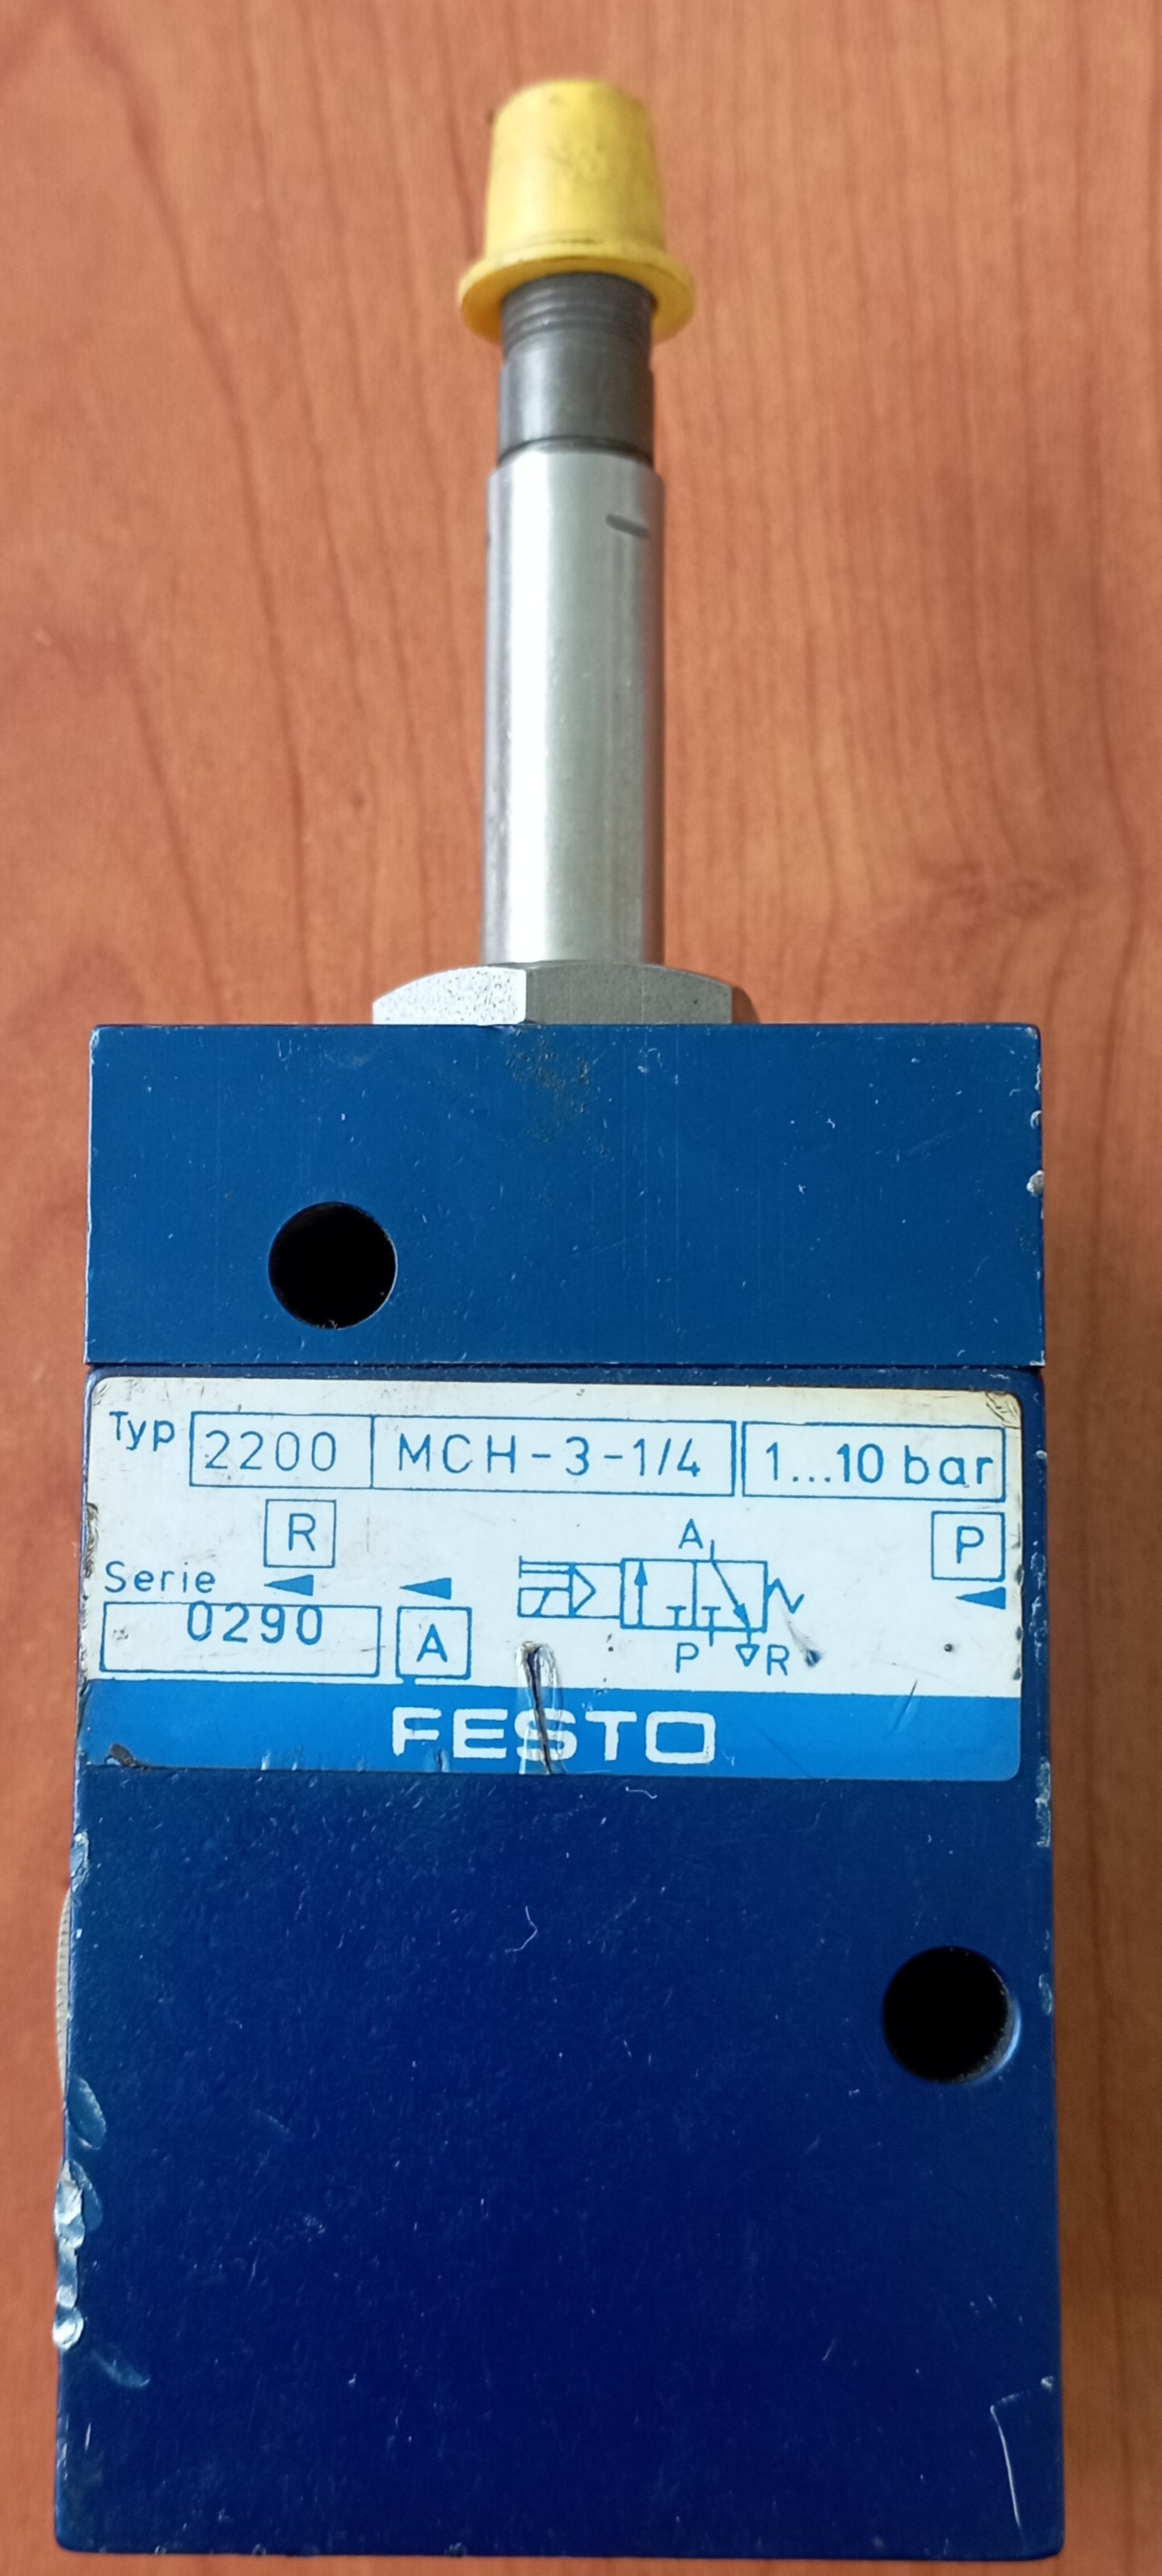 Typ 2200 MCH-3-1/4 1...10 bar
R A P
Serie
0290 A P R
FESTO